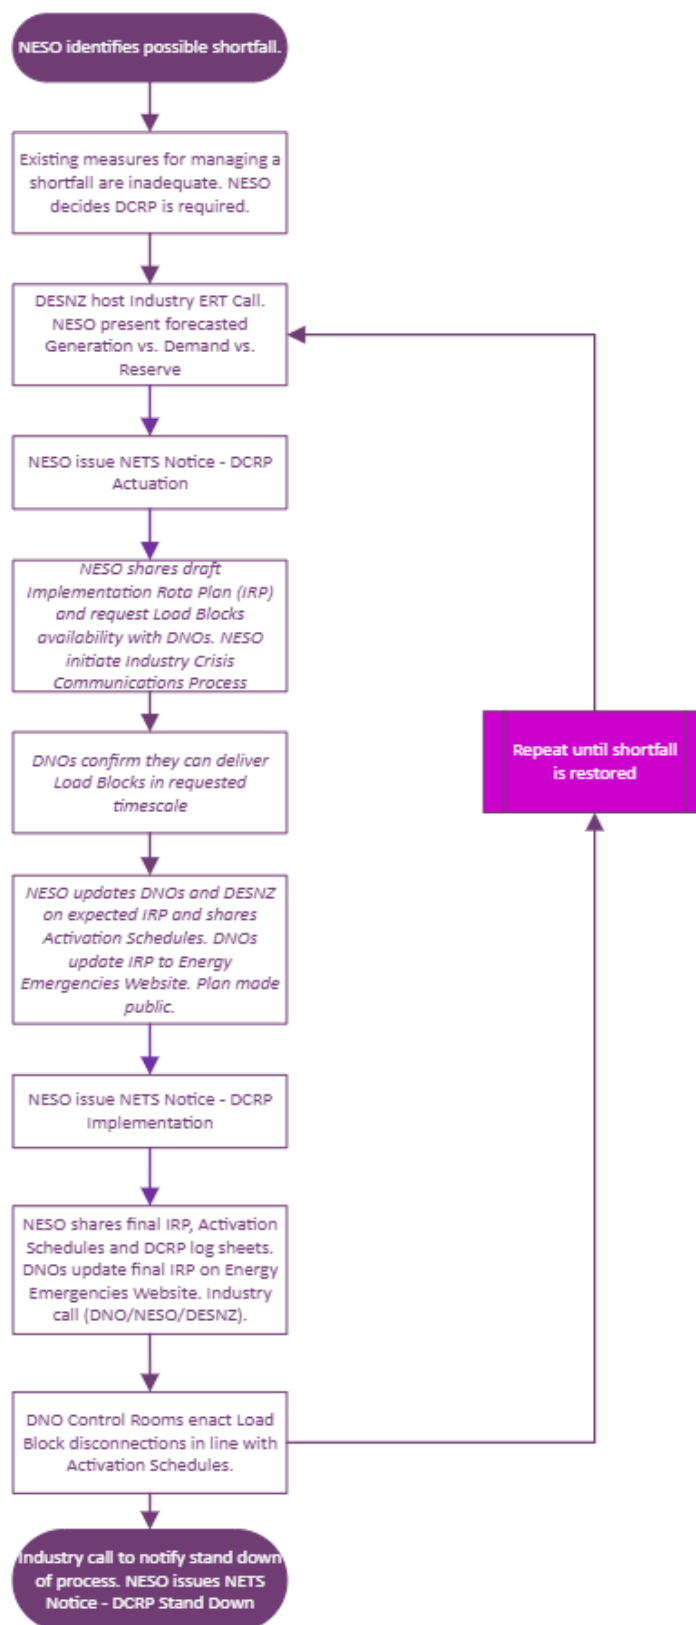 NESO identifies possible shortfall.
Existing measures for managing a
shortfall are inadequate. NESO
decides DCRP is required.
DESNZ host Industry ERT Call.
NESO present forecasted
Generation vs. Demand vs.
Reserve
NESO issue NETS Notice - DCRP
Actuation
NESO shares draft
Implementation Rota Plan (IRP)
and request Load Blocks
availability with DNOs. NESO
initiate Industry Crisis
Communications Process
Repeat until shortfall
is restored
DNOs confirm they can deliver
Load Blocks in requested
timescale
NESO updates DNOs and DESNZ
on expected IRP and shares
Activation Schedules. DNOs
update IRP to Energy
Emergencies Website. Plan made
public.
NESO issue NETS Notice - DCRP
Implementation
NESO shares final IRP, Activation
Schedules and DCRP log sheets.
DNOs update final IRP on Energy
Emergencies Website. Industry
call (DNO/NESO/DESNZ).
DNO Control Rooms enact Load
Block disconnections in line with
Activation Schedules.
Industry call to notify stand down
of process. NESO issues NETS
Notice - DCRP Stand Down